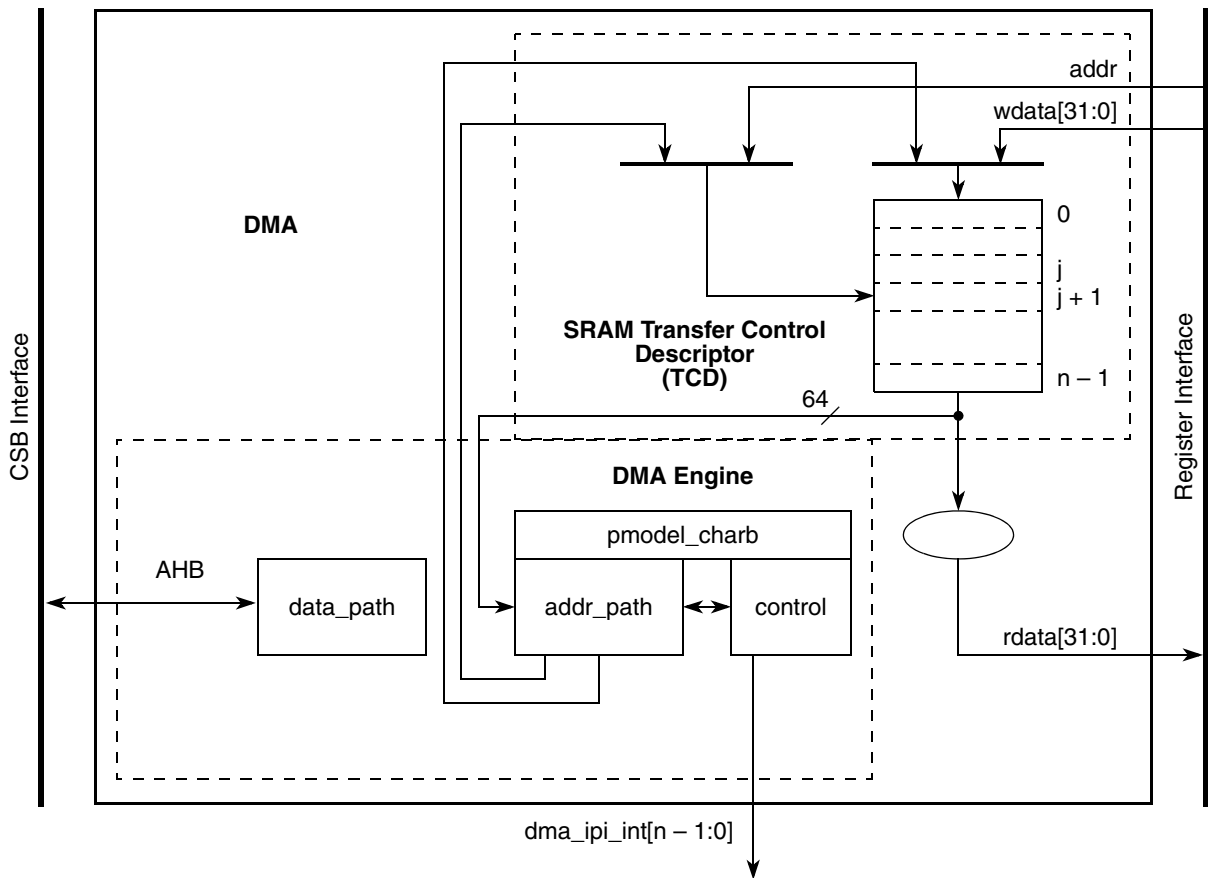 addr
wdata[31:0]
DMA
0
j
j + 1
n – 1
SRAM Transfer Control
Descriptor
(TCD)
64
CSB Interface
Register Interface
DMA Engine
pmodel_charb
AHB
data_path
addr_path
control
rdata[31:0]
dma_ipi_int[n – 1:0]